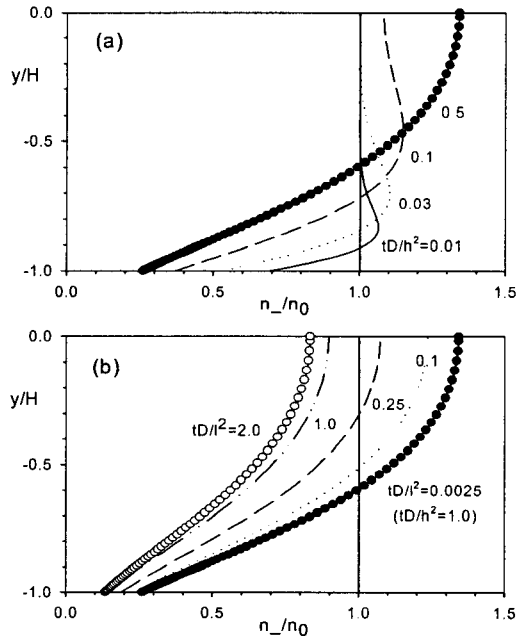 0.0
(a)
y/H
0.5
-0.5
0.1
0.03
tD/h²=0.01
-1.0
0.0 0.5 1.0 1.5
n_/n₀
0.0
(b)
0.1
y/H
0.25
tD/l²=2.0 1.0
-0.5
tD/l²=0.0025
(tD/h²=1.0)
-1.0
0.0 0.5 1.0 1.5
n_/n₀